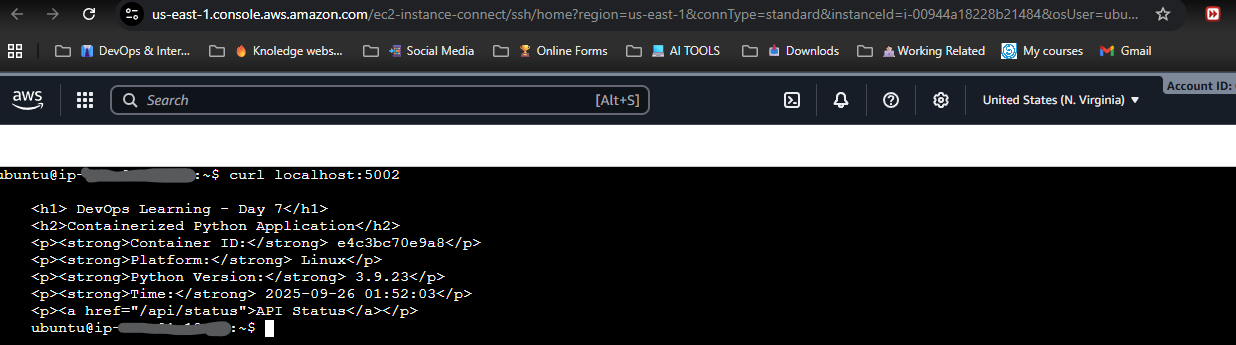 us-east-1.console.aws.amazon.com/ec2-instance-connect/ssh/home?region=us-east-1&connType=standard&instanceId=i-00944a18228b21484&osUser=ubu...
DevOps & Inter... Knoledge webs... Social Media Online Forms AI TOOLS Downlods Working Related My courses Gmail
Account ID:
aws Search [Alt+S] United States (N. Virginia)
ubuntu@ip- :~$ curl localhost:5002
<h1> DevOps Learning - Day 7</h1>
<h2>Containerized Python Application</h2>
<p><strong>Container ID:</strong> e4c3bc70e9a8</p>
<p><strong>Platform:</strong> Linux</p>
<p><strong>Python Version:</strong> 3.9.23</p>
<p><strong>Time:</strong> 2025-09-26 01:52:03</p>
<p><a href="/api/status">API Status</a></p>
ubuntu@ip- :~$